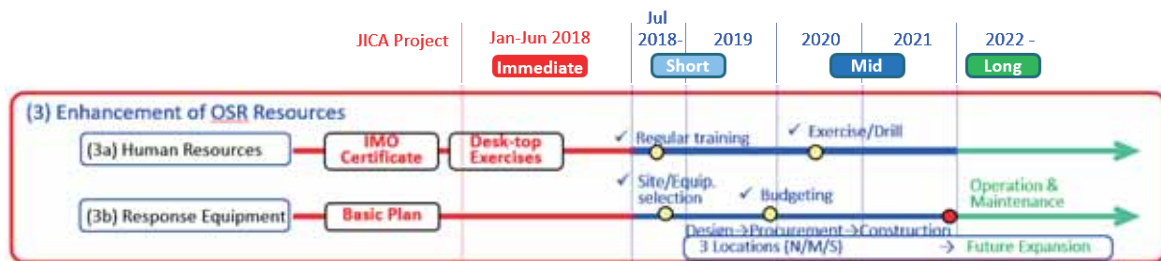 Jul
JICA Project Jan-Jun 2018 2018- 2019 2020 2021 2022 -
Immediate Short Mid Long
(3) Enhancement of OSR Resources
(3a) Human Resources
IMO
Certificate
Desk-top
Exercises
✓ Regular training
✓ Exercise/Drill
(3b) Response Equipment
Basic Plan
✓ Site/Equip.
selection
✓ Budgeting
Operation &
Maintenance
Design→Procurement→Construction
3 Locations (N/M/S) → Future Expansion